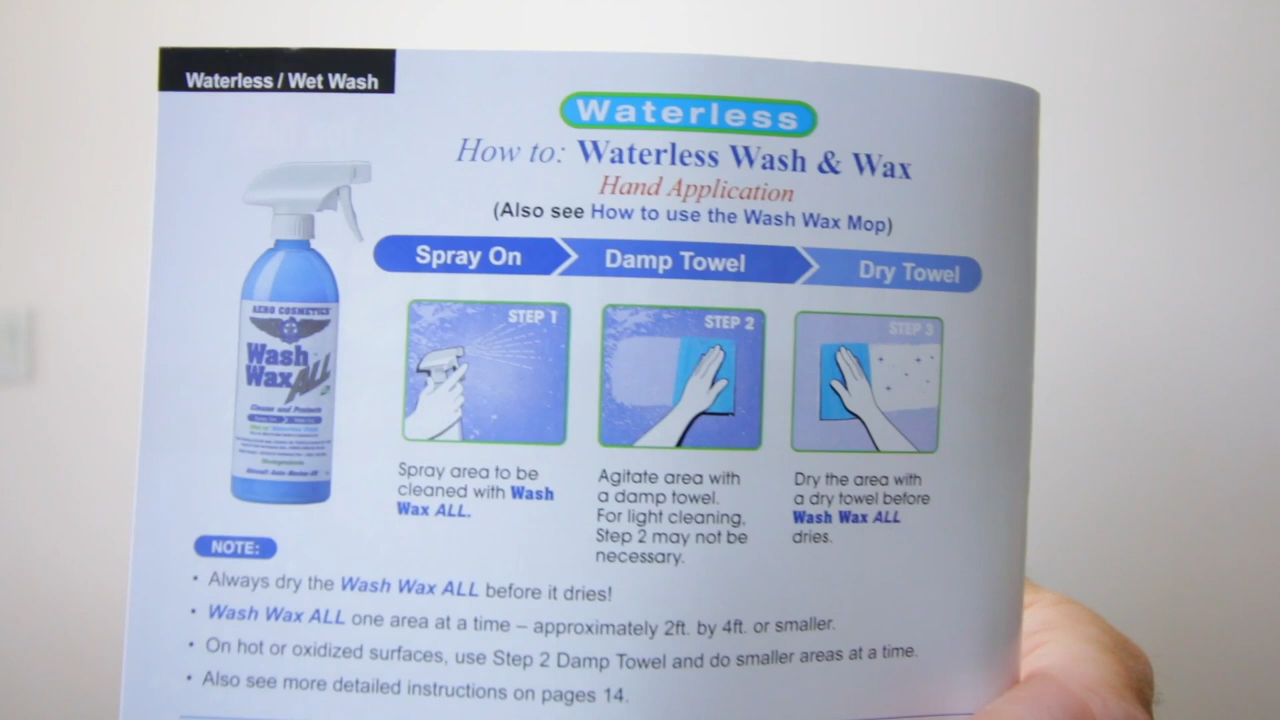 Waterless / Wet Wash
Waterless
How to: Waterless Wash & Wax
Hand Application
(Also see How to use the Wash Wax Mop)
Spray On
Damp Towel
Dry Towel
AERO COSMETICS
Wash
Wax ALL
Cleans and Protects
STEP 1
STEP 2
STEP 3
Spray area to be
cleaned with Wash
Wax ALL.
Agitate area with
a damp towel.
For light cleaning,
Step 2 may not be
necessary.
Dry the area with
a dry towel before
Wash Wax ALL
dries.
NOTE:
• Always dry the Wash Wax ALL before it dries!
• Wash Wax ALL one area at a time – approximately 2ft. by 4ft. or smaller.
• On hot or oxidized surfaces, use Step 2 Damp Towel and do smaller areas at a time.
• Also see more detailed instructions on pages 14.